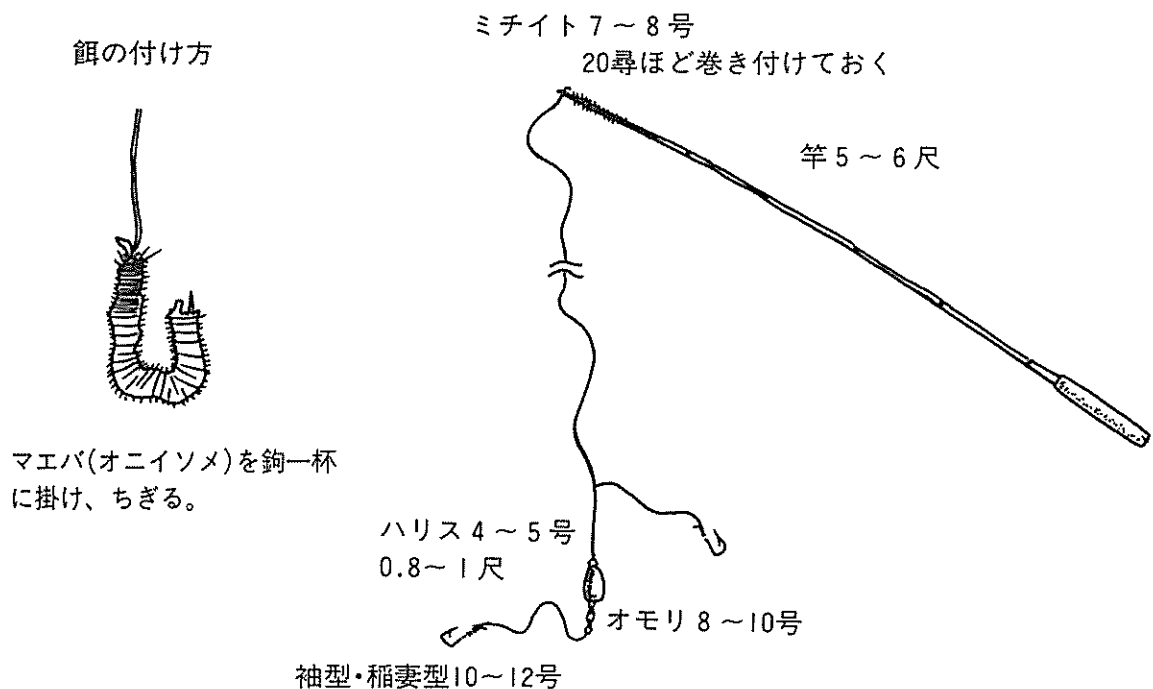 餌の付け方
ミチイト7～8号
20尋ほど巻き付けておく
竿5～6尺
マエバ(オニイソメ)を鉤一杯
に掛け、ちぎる。
ハリス4～5号
0.8～1尺
オモリ8～10号
袖型・稲妻型10～12号